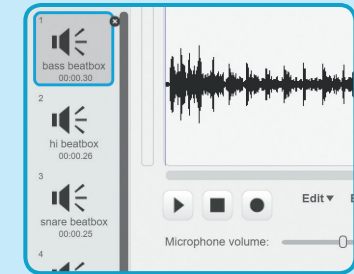 1
bass beatbox
00:00.30
2
hi beatbox
00:00.26
3
snare beatbox
00:00.25
4
Edit
Microphone volume: